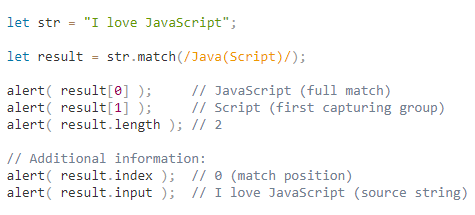 let str = "I love JavaScript";
let result = str.match(/Java(Script)/);
alert( result[0] );     // JavaScript (full match)
alert( result[1] );     // Script (first capturing group)
alert( result.length ); // 2
// Additional information:
alert( result.index );  // 0 (match position)
alert( result.input );  // I love JavaScript (source string)